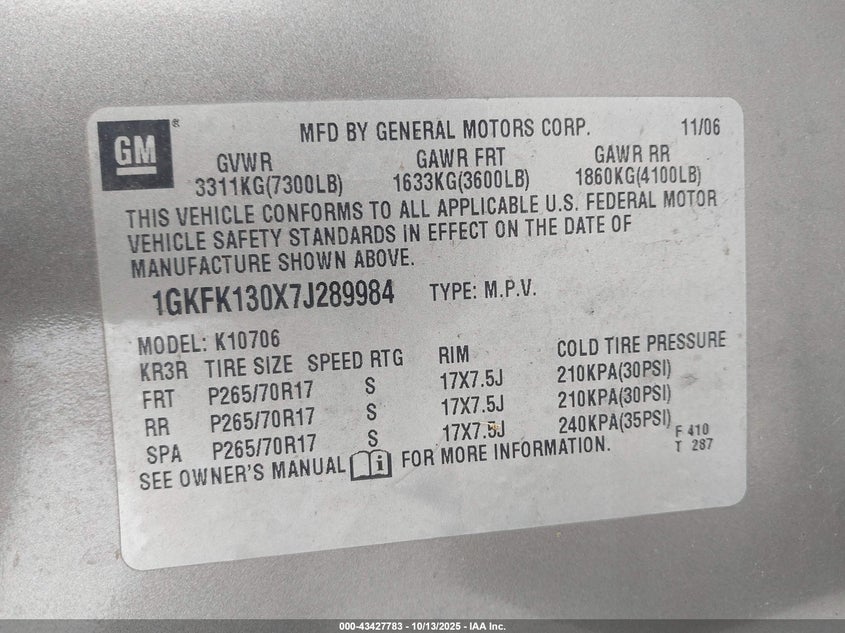 GM ® MFD BY GENERAL MOTORS CORP. 11/06
GVWR GAWR FRT GAWR RR
3311KG(7300LB) 1633KG(3600LB) 1860KG(4100LB)
THIS VEHICLE CONFORMS TO ALL APPLICABLE U.S. FEDERAL MOTOR
VEHICLE SAFETY STANDARDS IN EFFECT ON THE DATE OF
MANUFACTURE SHOWN ABOVE.
1GKFK130X7J289984 TYPE: M.P.V.
MODEL: K10706
KR3R TIRE SIZE SPEED RTG RIM COLD TIRE PRESSURE
FRT P265/70R17 S 17X7.5J 210KPA(30PSI)
RR P265/70R17 S 17X7.5J 210KPA(30PSI)
SPA P265/70R17 S 17X7.5J 240KPA(35PSI) F 410
T 287
SEE OWNER'S MANUAL i FOR MORE INFORMATION.
000-43427783 - 10/13/2025 - IAA Inc.